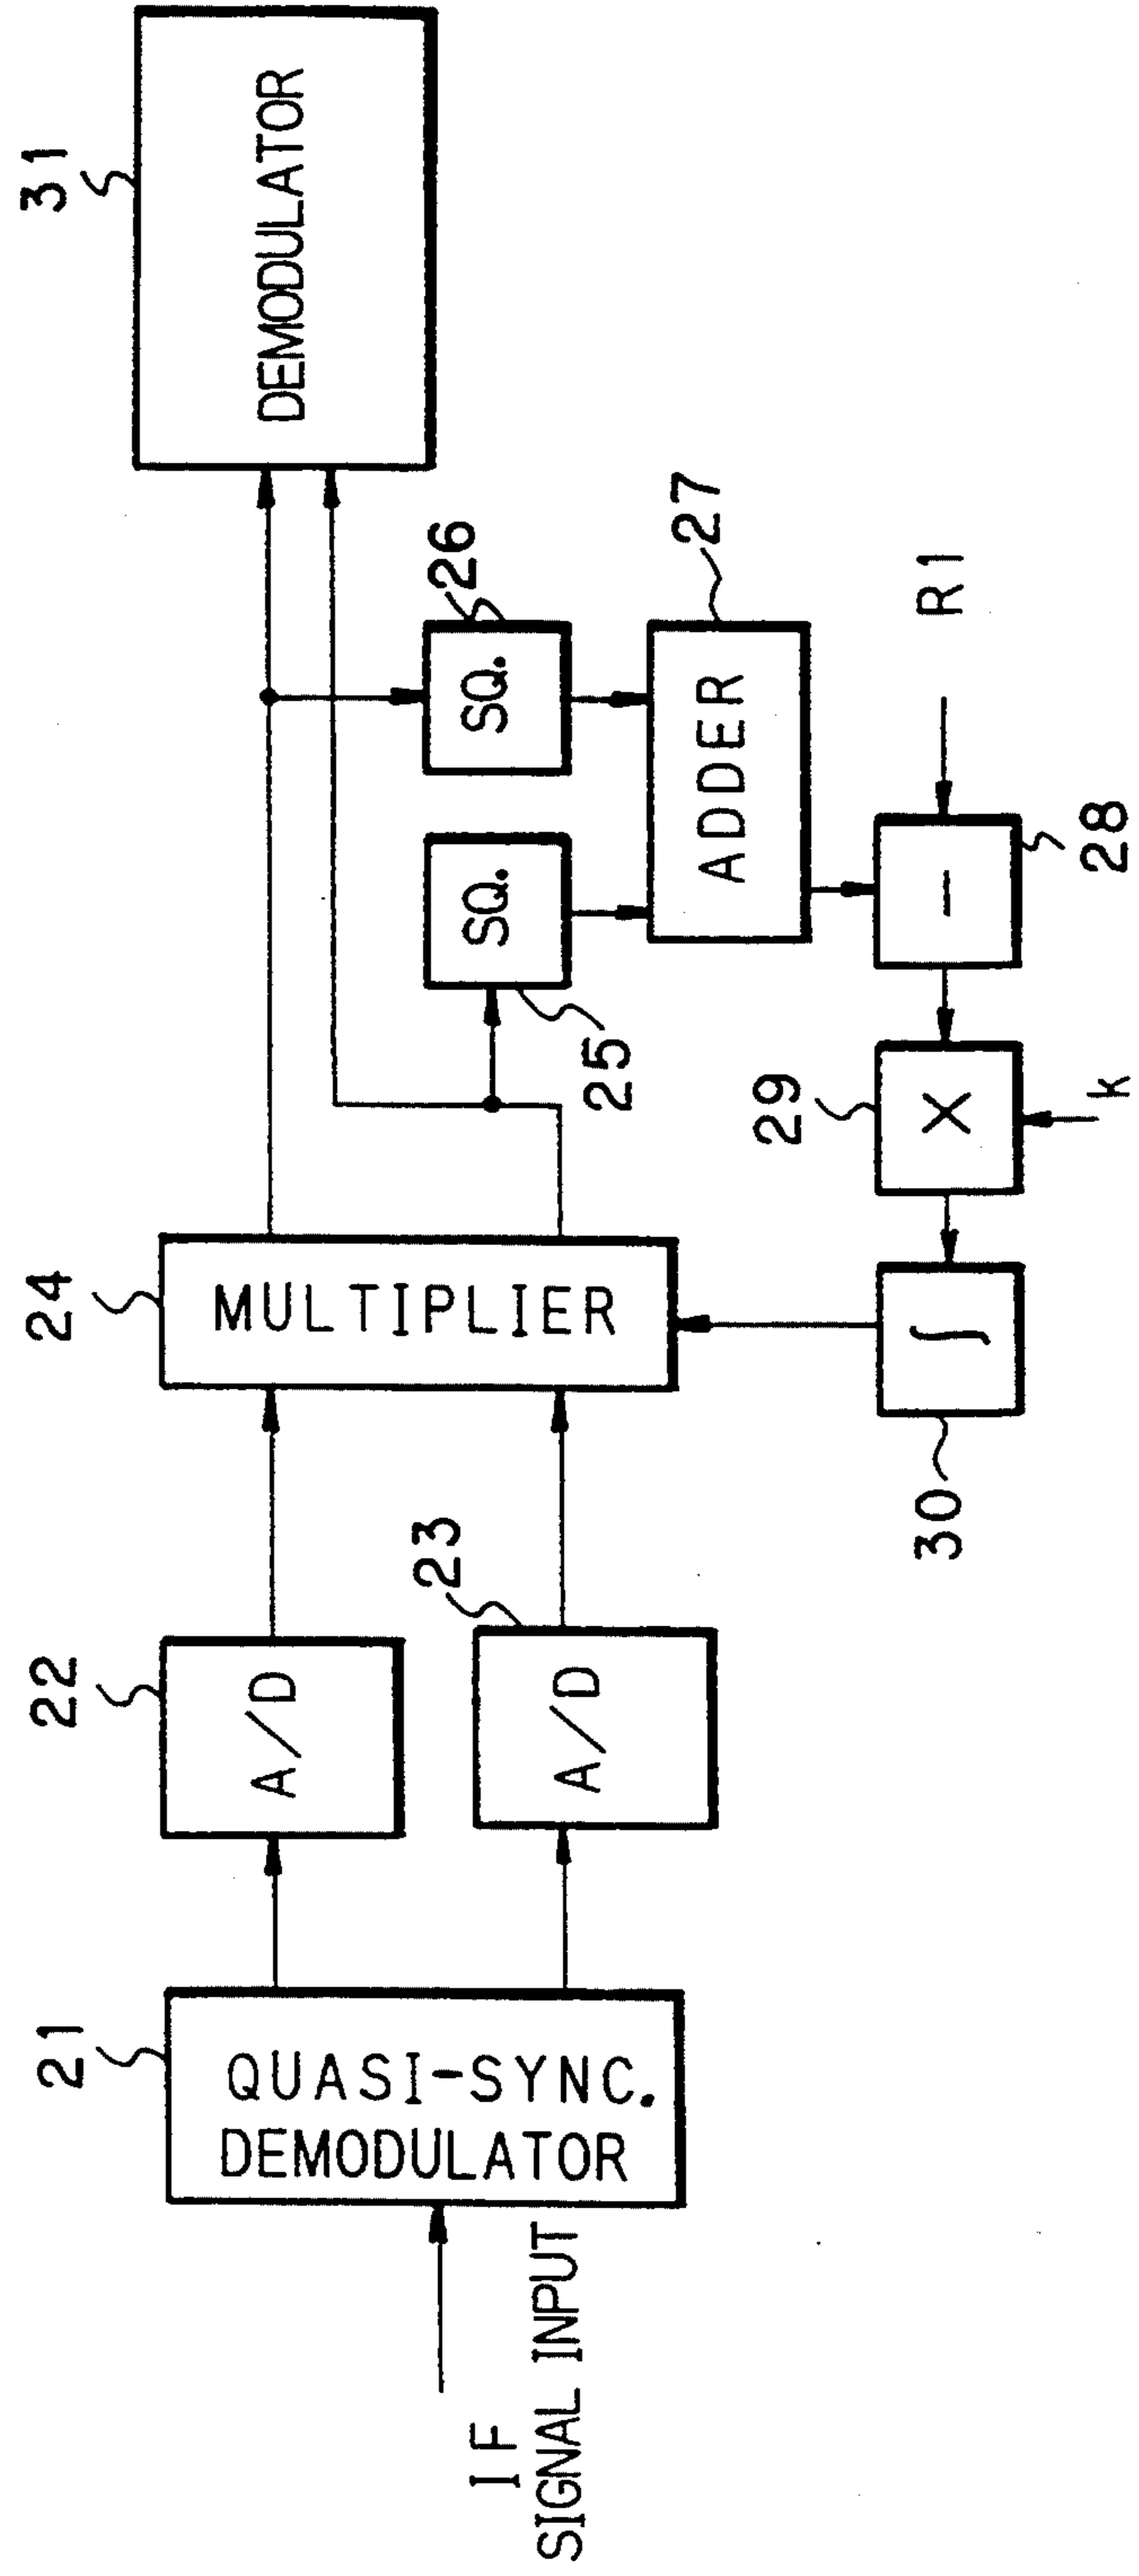 IF
SIGNAL INPUT
21
QUASI-SYNC.
DEMODULATOR
22
A/D
23
A/D
24
MULTIPLIER
25
SQ.
26
SQ.
27
ADDER
R1
28
−
29
X
k
30
∫
31
DEMODULATOR